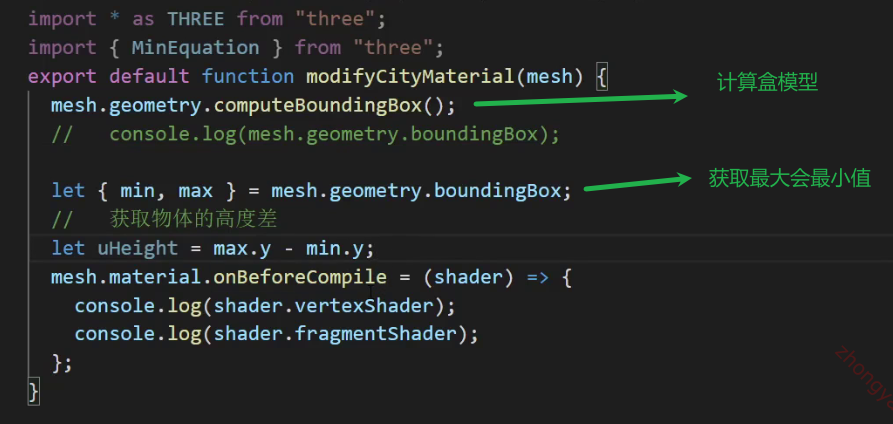 import * as THREE from "three";
import { MinEquation } from "three";
export default function modifyCityMaterial(mesh) {
mesh.geometry.computeBoundingBox();
计算盒模型
//   console.log(mesh.geometry.boundingBox);
let { min, max } = mesh.geometry.boundingBox;
获取最大会最小值
//   获取物体的高度差
let uHeight = max.y - min.y;
mesh.material.onBeforeCompile = (shader) => {
console.log(shader.vertexShader);
console.log(shader.fragmentShader);
};
}